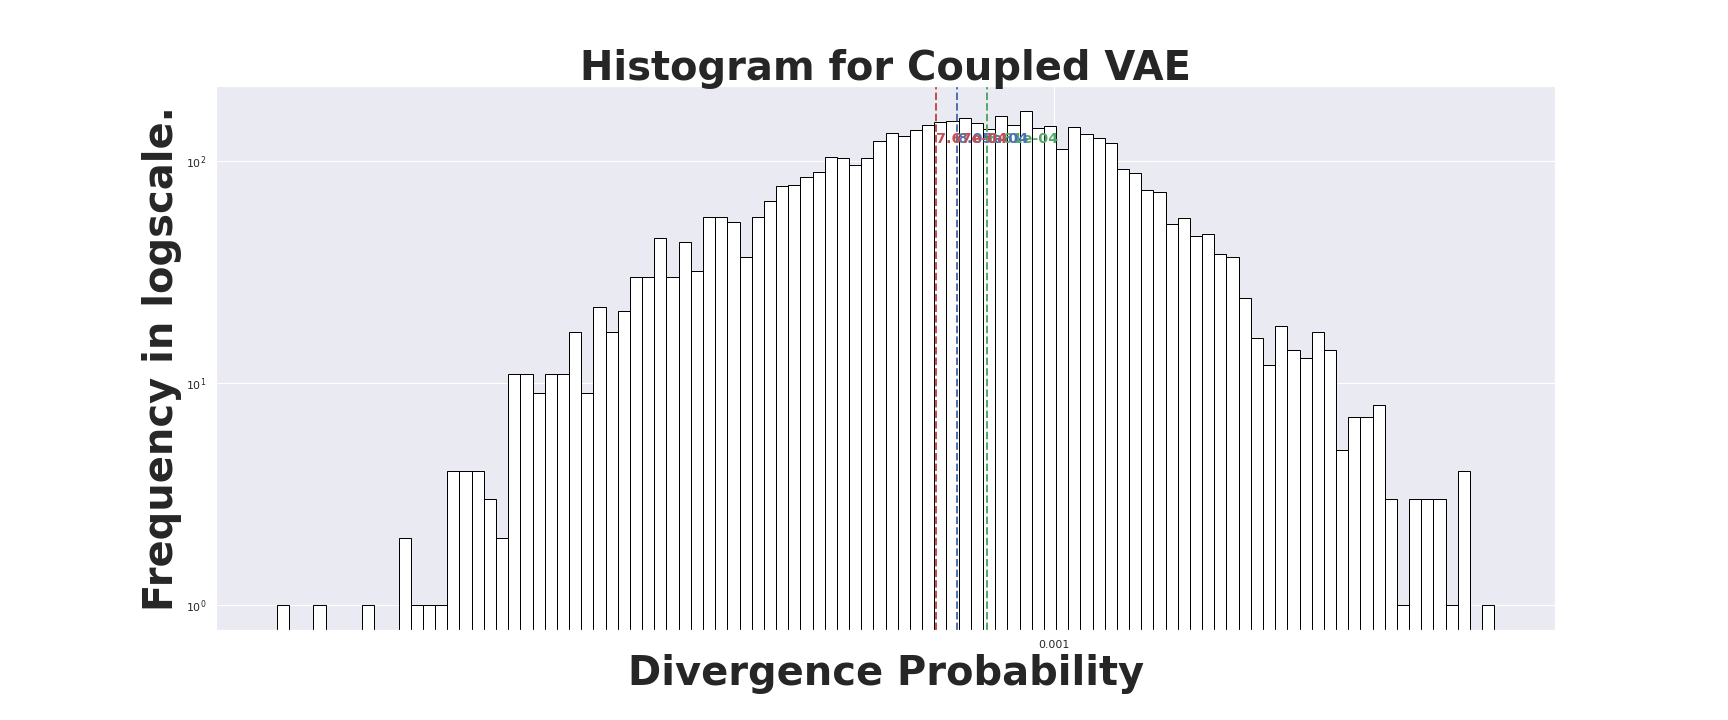 Histogram for Coupled VAE
Frequency in logscale.
10²
10¹
10⁰
0.001
Divergence Probability